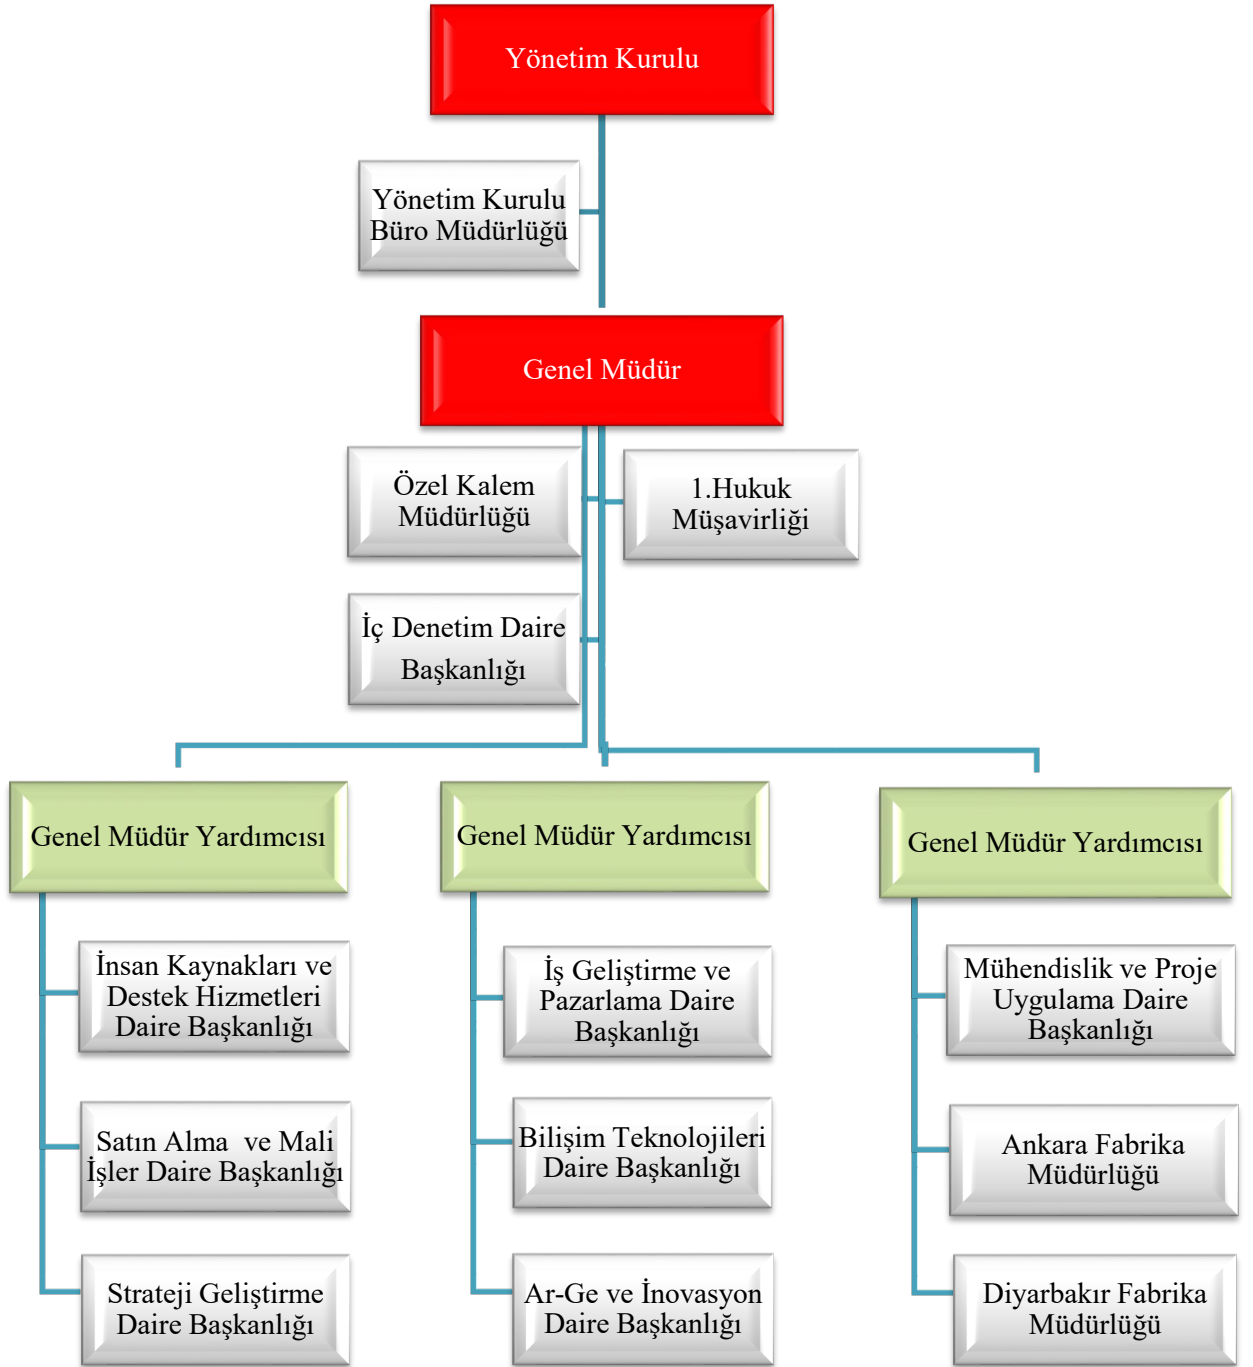 Yönetim Kurulu
Yönetim Kurulu
Büro Müdürlüğü
Genel Müdür
Özel Kalem
Müdürlüğü
1.Hukuk
Müşavirliği
İç Denetim Daire
Başkanlığı
Genel Müdür Yardımcısı
İnsan Kaynakları ve
Destek Hizmetleri
Daire Başkanlığı
Satın Alma  ve Mali
İşler Daire Başkanlığı
Strateji Geliştirme
Daire Başkanlığı
Genel Müdür Yardımcısı
İş Geliştirme ve
Pazarlama Daire
Başkanlığı
Bilişim Teknolojileri
Daire Başkanlığı
Ar-Ge ve İnovasyon
Daire Başkanlığı
Genel Müdür Yardımcısı
Mühendislik ve Proje
Uygulama Daire
Başkanlığı
Ankara Fabrika
Müdürlüğü
Diyarbakır Fabrika
Müdürlüğü